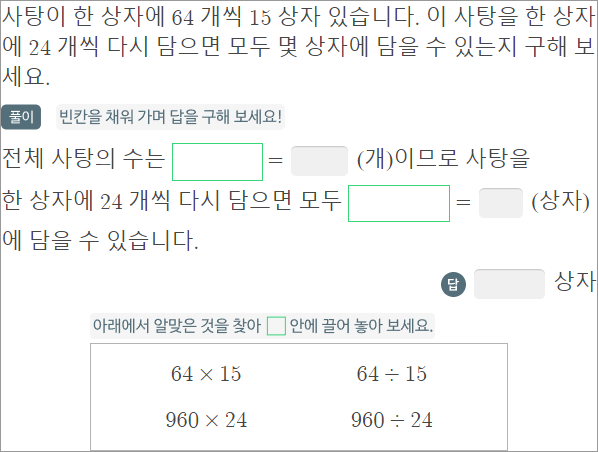 사탕이 한 상자에 64 개씩 15 상자 있습니다. 이 사탕을 한 상자
에 24 개씩 다시 담으면 모두 몇 상자에 담을 수 있는지 구해 보
세요.
풀이 빈칸을 채워 가며 답을 구해 보세요!
전체 사탕의 수는 = (개)이므로 사탕을
한 상자에 24 개씩 다시 담으면 모두 = (상자)
에 담을 수 있습니다.
답 상자
아래에서 알맞은 것을 찾아 안에 끌어 놓아 보세요.
64 × 15 64 ÷ 15
960 × 24 960 ÷ 24